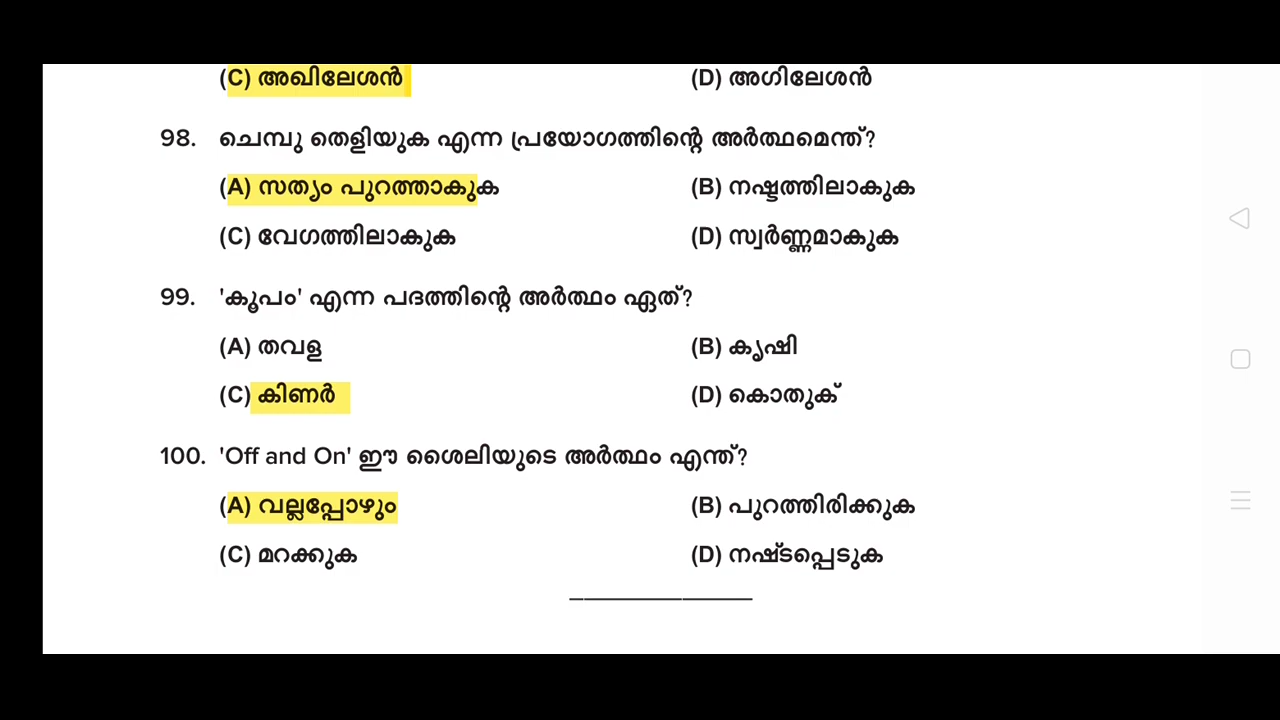 (C) അഖിലേശൻ (D) അഗിലേശൻ
98. ചെമ്പു തെളിയുക എന്ന പ്രയോഗത്തിന്റെ അർത്ഥമെന്ത്?
(A) സത്യം പുറത്താകുക (B) നഷ്ടത്തിലാകുക
(C) വേഗത്തിലാകുക (D) സ്വർണ്ണമാകുക
99. 'കൂപം' എന്ന പദത്തിന്റെ അർത്ഥം ഏത്?
(A) തവള (B) കൃഷി
(C) കിണർ (D) കൊതുക്
100. 'Off and On' ഈ ശൈലിയുടെ അർത്ഥം എന്ത്?
(A) വല്ലപ്പോഴും (B) പുറത്തിരിക്കുക
(C) മറക്കുക (D) നഷ്‌ടപ്പെടുക